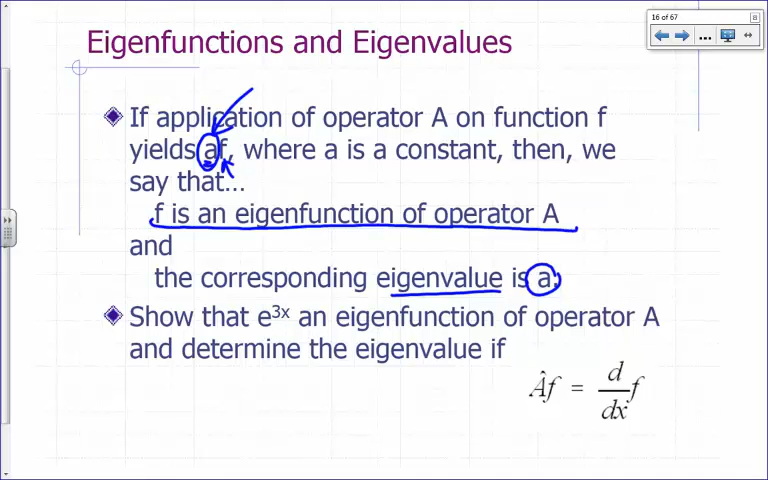 16 of 67
Eigenfunctions and Eigenvalues
If application of operator A on function f
yields af, where a is a constant, then, we
say that…
f is an eigenfunction of operator A
and
the corresponding eigenvalue is a.
Show that e³ˣ an eigenfunction of operator A
and determine the eigenvalue if
Âf = d/dx f